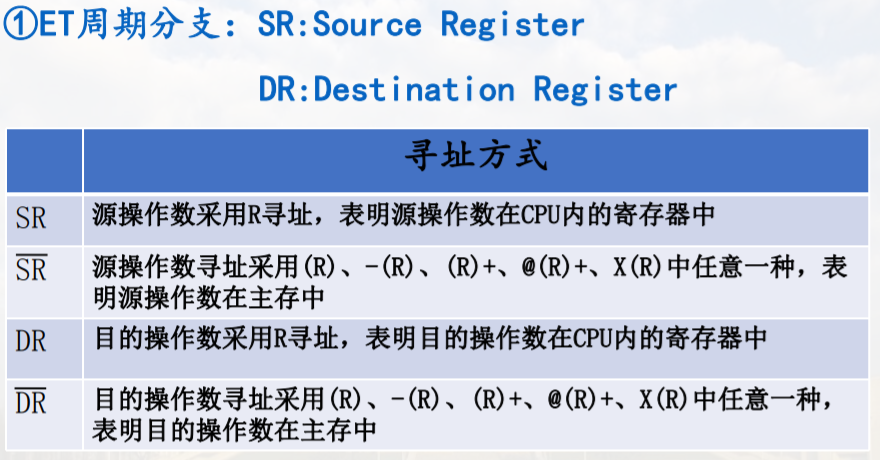 ①ET周期分支：SR:Source Register
DR:Destination Register
寻址方式
SR 源操作数采用R寻址，表明源操作数在CPU内的寄存器中
S̅R̅ 源操作数寻址采用(R)、-(R)、(R)+、@(R)+、X(R)中任意一种，表
明源操作数在主存中
DR 目的操作数采用R寻址，表明目的操作数在CPU内的寄存器中
D̅R̅ 目的操作数寻址采用(R)、-(R)、(R)+、@(R)+、X(R)中任意一种，
表明目的操作数在主存中